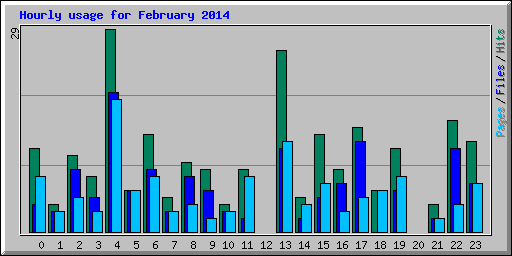 Hourly usage for February 2014
29
Pages / Files / Hits
0 1 2 3 4 5 6 7 8 9 10 11 12 13 14 15 16 17 18 19 20 21 22 23